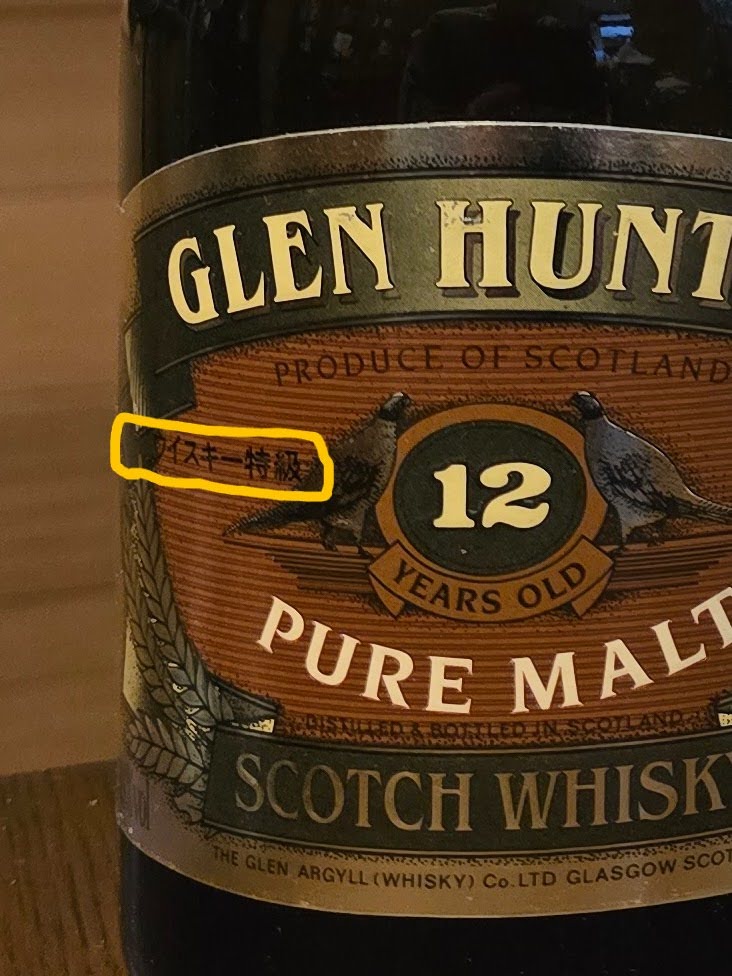 GLEN HUNT
PRODUCE OF SCOTLAND
ウイスキー特級
12
YEARS OLD
PURE MALT
DISTILLED & BOTTLED IN SCOTLAND
SCOTCH WHISKY
THE GLEN ARGYLL (WHISKY) Co. LTD GLASGOW SCOT